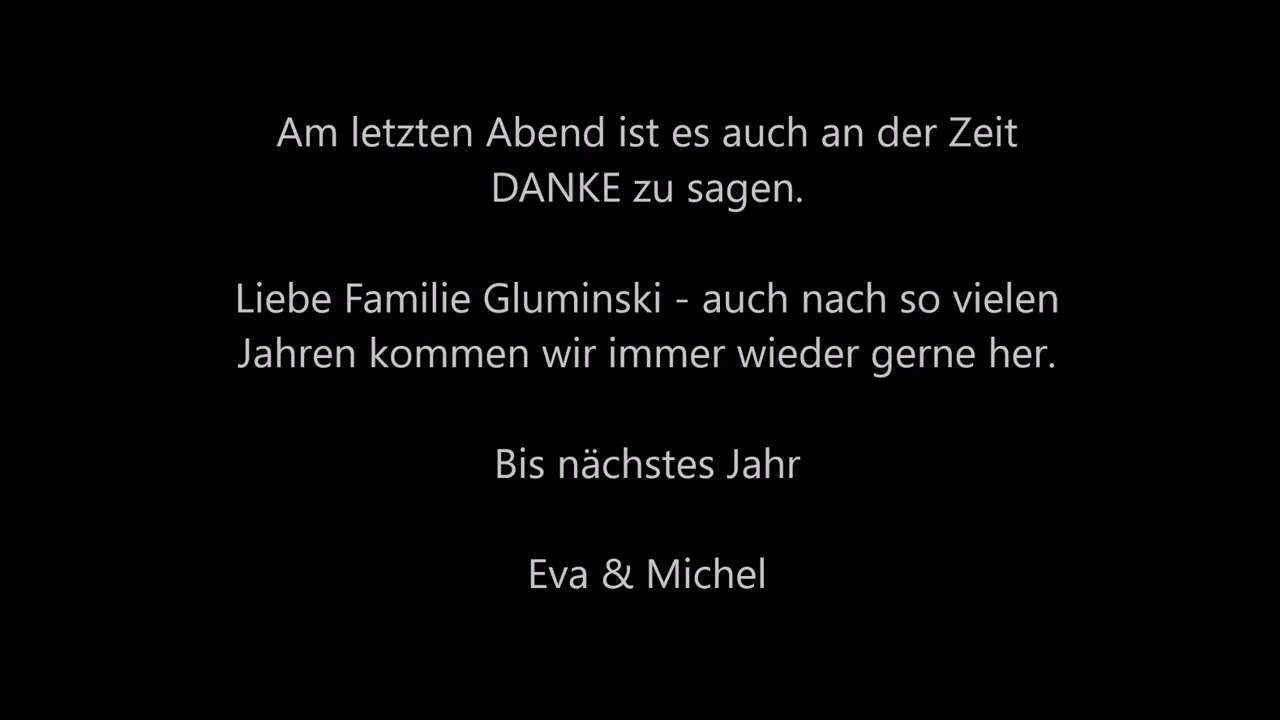 Am letzten Abend ist es auch an der Zeit
DANKE zu sagen.
Liebe Familie Gluminski - auch nach so vielen
Jahren kommen wir immer wieder gerne her.
Bis nächstes Jahr
Eva & Michel